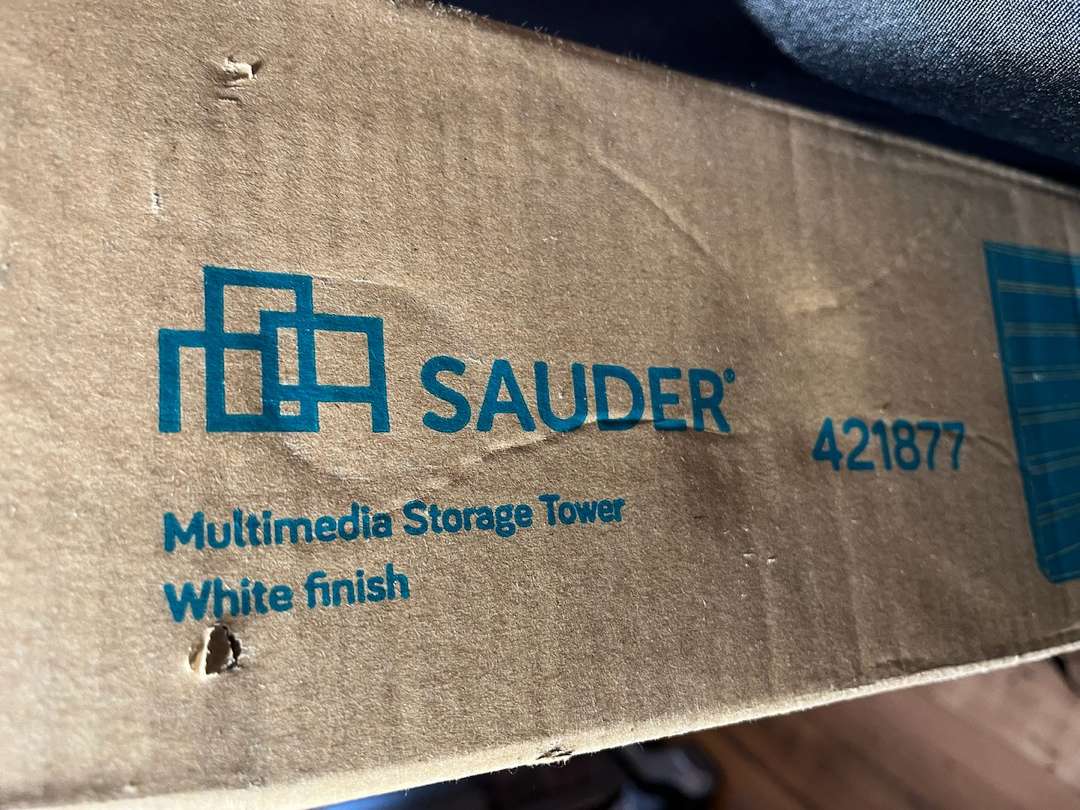 SAUDER®
421877
Multimedia Storage Tower
White finish